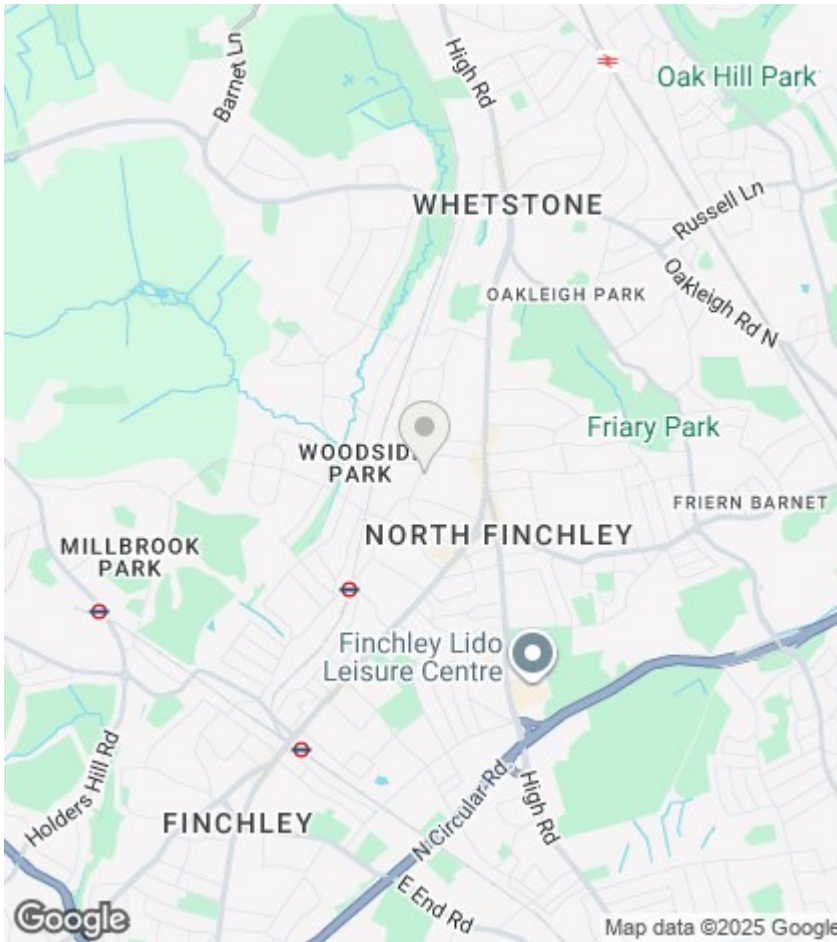 High Rd
Barnet Ln
Oak Hill Park
WHETSTONE
Russell Ln
OAKLEIGH PARK
Oakleigh Rd N
Friary Park
WOODSID
PARK
FRIERN BARNET
NORTH FINCHLEY
MILLBROOK
PARK
Finchley Lido
Leisure Centre
Holders Hill Rd
N Circular Rd
High Rd
FINCHLEY
E End Rd
Google
Map data ©2025 Google